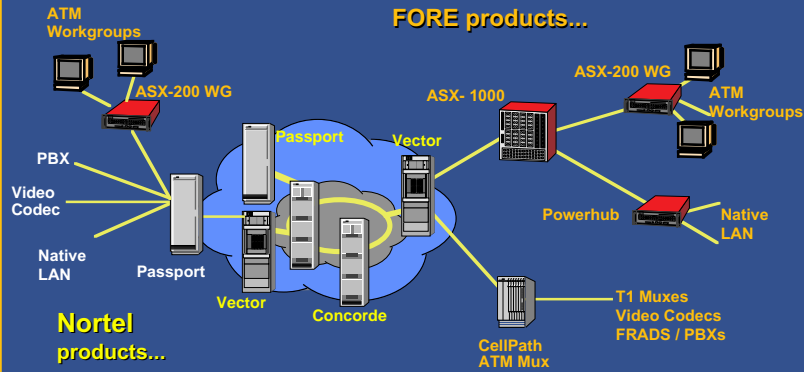 FORE products...
ATM
Workgroups
ASX-200 WG
PBX
Video
Codec
Native
LAN
Passport
Passport
Vector
Vector
Concorde
ASX- 1000
ASX-200 WG
ATM
Workgroups
Powerhub
Native
LAN
CellPath
ATM Mux
T1 Muxes
Video Codecs
FRADS / PBXs
Nortel
products...